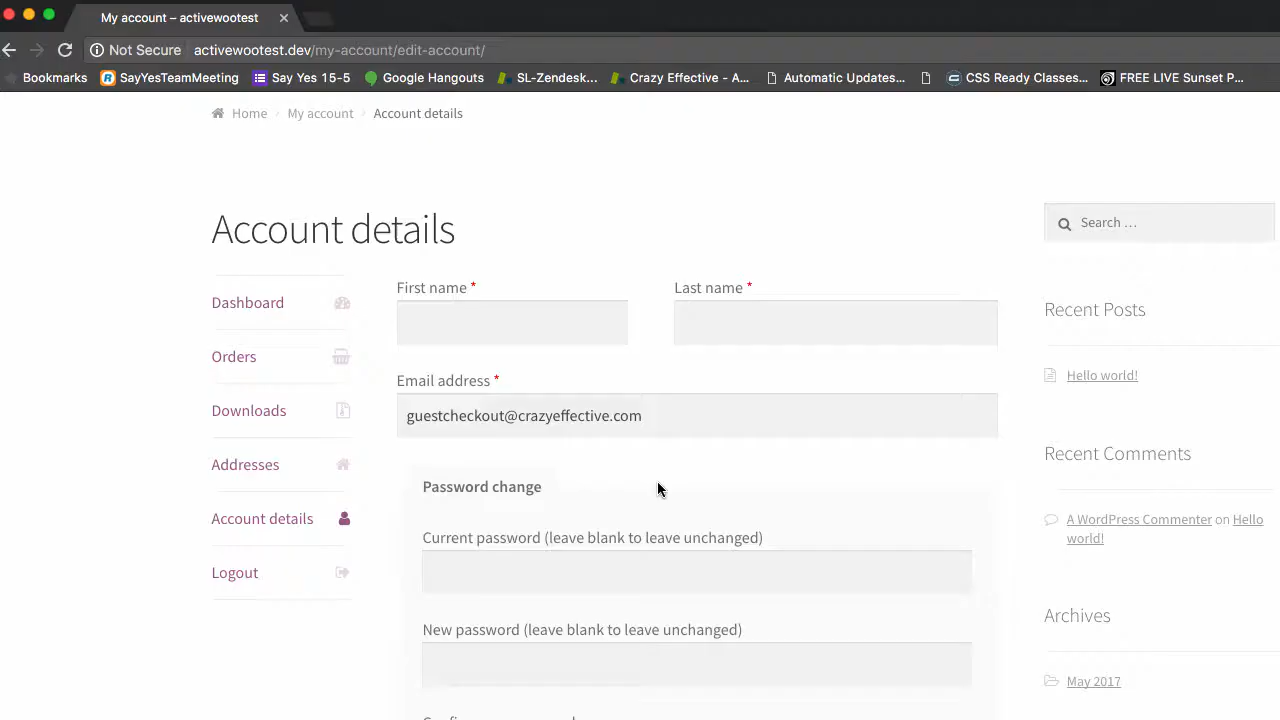 My account – activewootest
Not Secure activewootest.dev/my-account/edit-account/
Bookmarks SayYesTeamMeeting Say Yes 15-5 Google Hangouts SL-Zendesk... Crazy Effective - A... Automatic Updates... CSS Ready Classes... FREE LIVE Sunset P...
Home My account Account details
Account details
Search …
Dashboard
Orders
Downloads
Addresses
Account details
Logout
First name *
Last name *
Email address *
guestcheckout@crazyeffective.com
Password change
Current password (leave blank to leave unchanged)
New password (leave blank to leave unchanged)
Recent Posts
Hello world!
Recent Comments
A WordPress Commenter on Hello
world!
Archives
May 2017